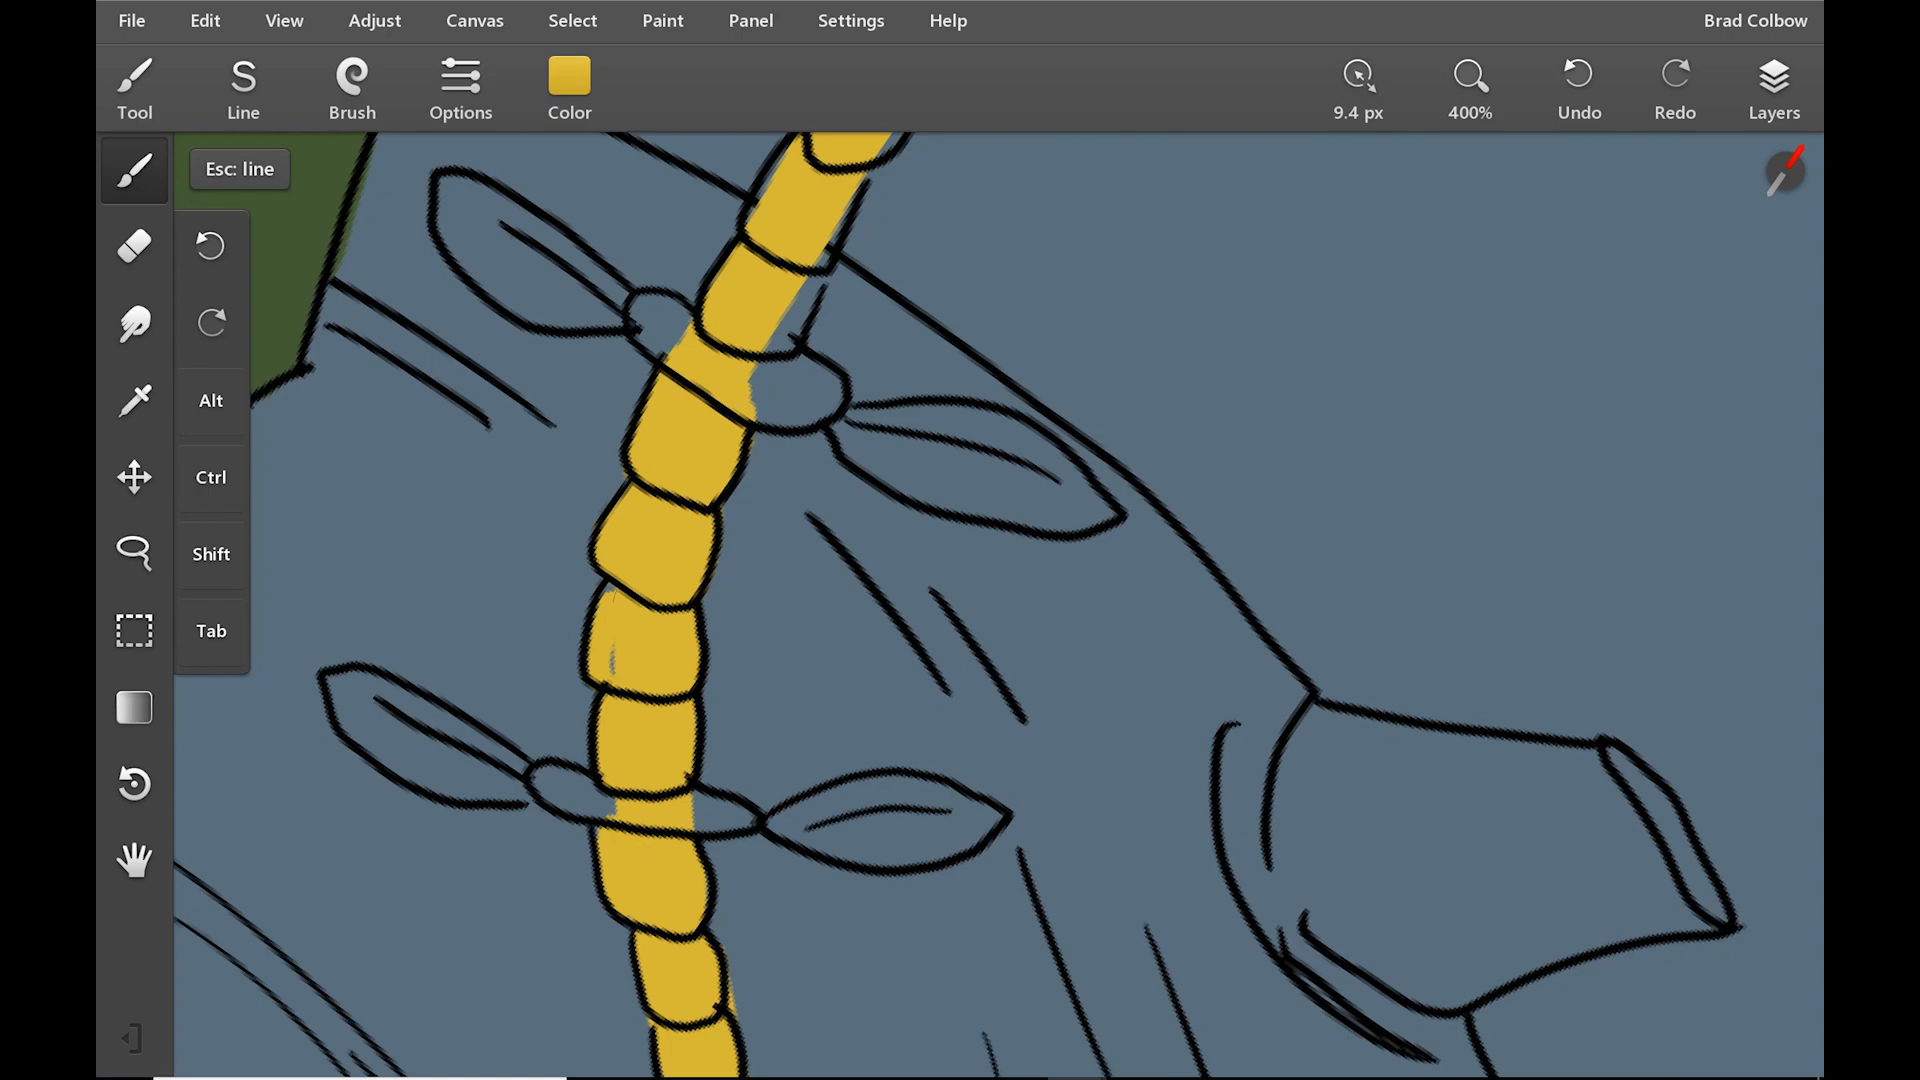 File Edit View Adjust Canvas Select Paint Panel Settings Help Brad Colbow
S
Tool Line Brush Options Color 9.4 px 400% Undo Redo Layers
Esc: line
Alt
Ctrl
Shift
Tab